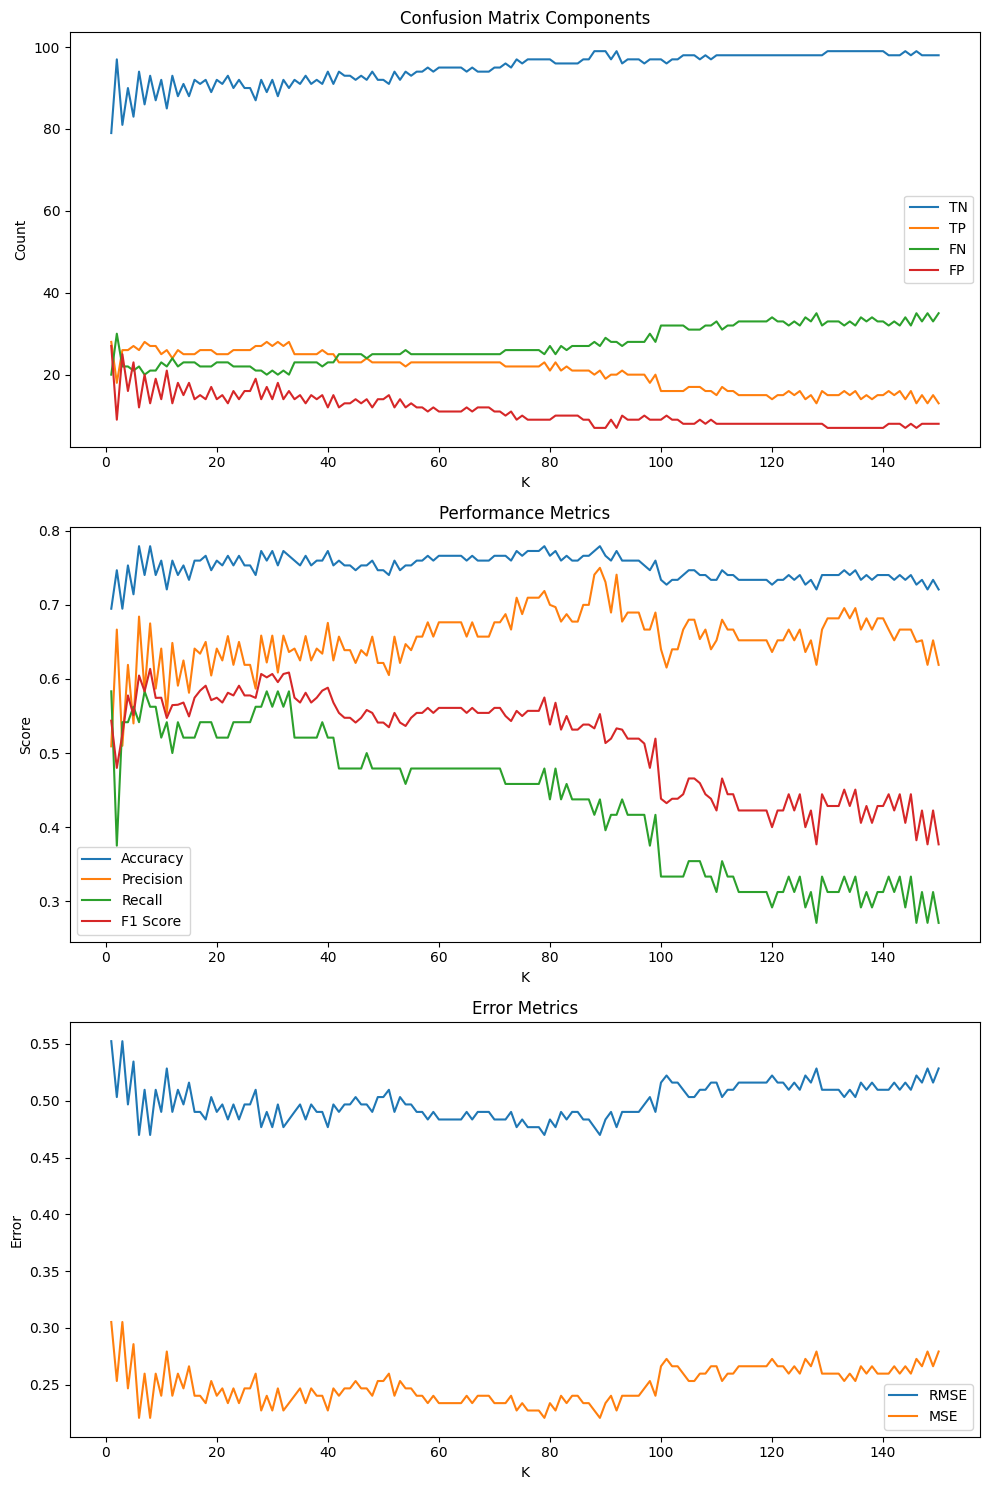 Confusion Matrix Components
100
80
60
40
20
Count
TN
TP
FN
FP
0 20 40 60 80 100 120 140
K
Performance Metrics
0.8
0.7
0.6
0.5
0.4
0.3
Score
Accuracy
Precision
Recall
F1 Score
0 20 40 60 80 100 120 140
K
Error Metrics
0.55
0.50
0.45
0.40
0.35
0.30
0.25
Error
RMSE
MSE
0 20 40 60 80 100 120 140
K